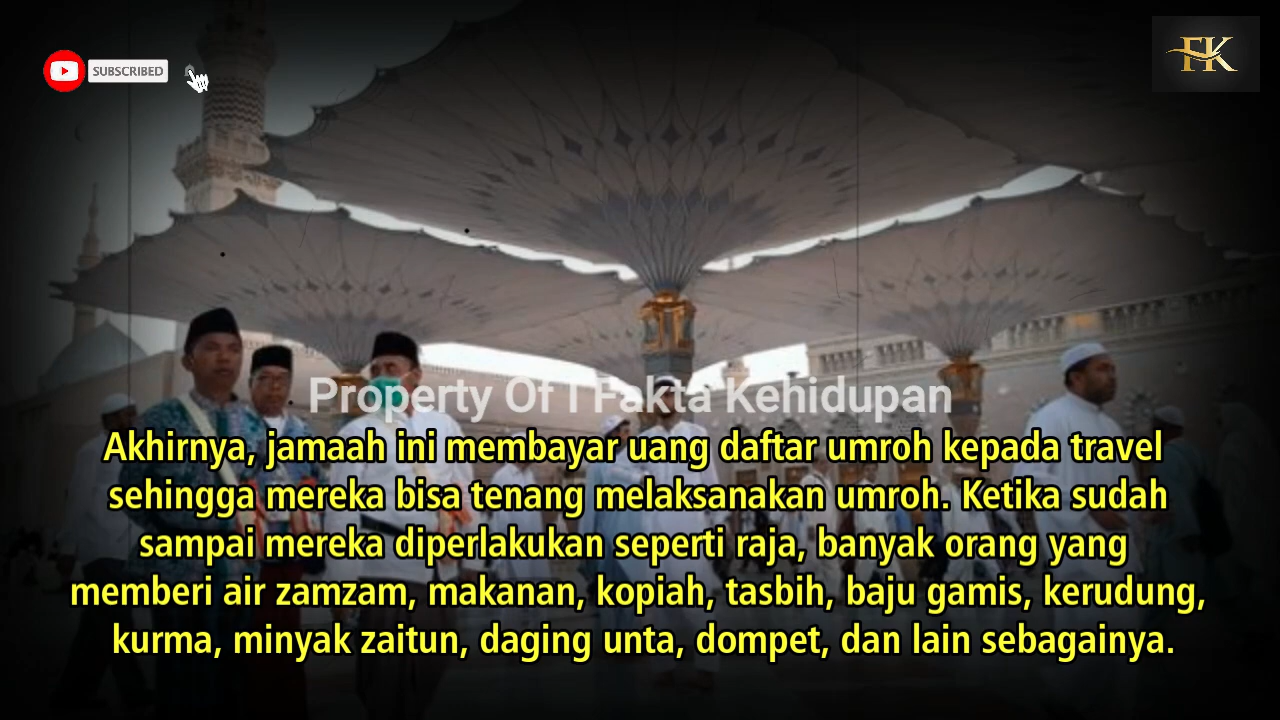 SUBSCRIBED
FK
Property Of I Fakta Kehidupan
Akhirnya, jamaah ini membayar uang daftar umroh kepada travel
sehingga mereka bisa tenang melaksanakan umroh. Ketika sudah
sampai mereka diperlakukan seperti raja, banyak orang yang
memberi air zamzam, makanan, kopiah, tasbih, baju gamis, kerudung,
kurma, minyak zaitun, daging unta, dompet, dan lain sebagainya.